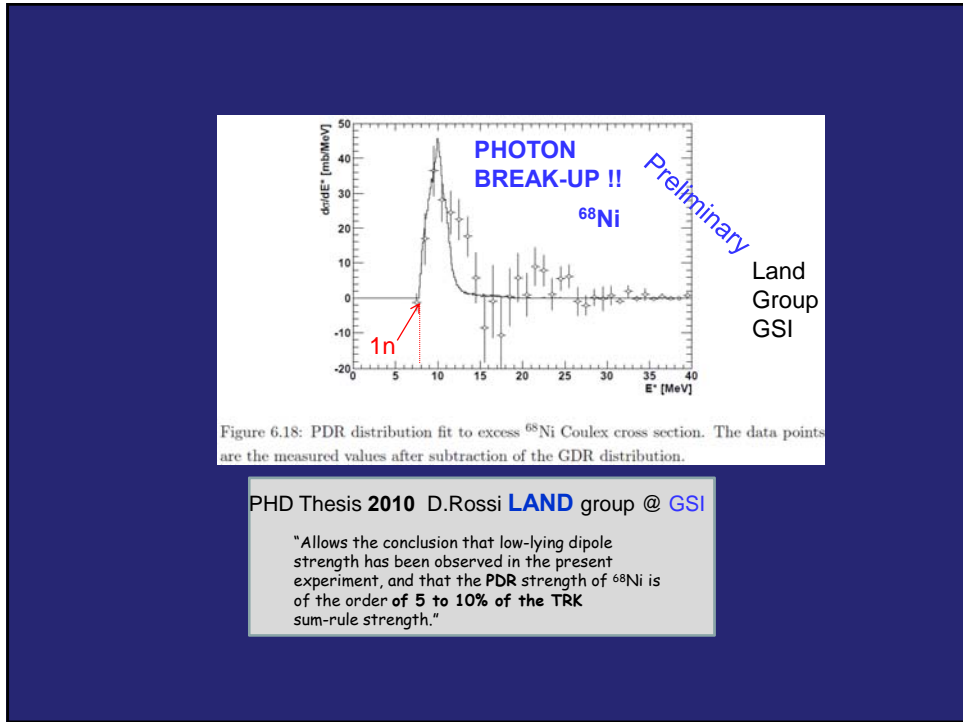 50
40
30
20
10
0
-10
-20
dσ/dE* [mb/MeV]
PHOTON
BREAK-UP !!
⁶⁸Ni
Preliminary
1n
0 5 10 15 20 25 30 35 40
E* [MeV]
Land
Group
GSI
Figure 6.18: PDR distribution fit to excess ⁶⁸Ni Coulex cross section. The data points
are the measured values after subtraction of the GDR distribution.
PHD Thesis 2010 D.Rossi LAND group @ GSI
“Allows the conclusion that low-lying dipole
strength has been observed in the present
experiment, and that the PDR strength of ⁶⁸Ni is
of the order of 5 to 10% of the TRK
sum-rule strength.”